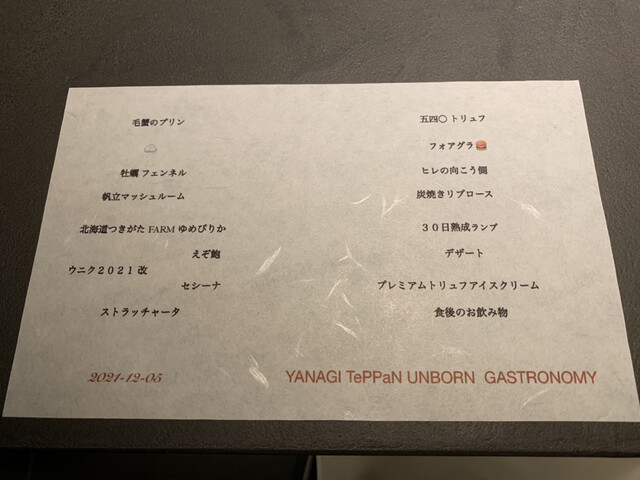 毛蟹のプリン
牡蠣 フェンネル
帆立マッシュルーム
北海道つきがた FARM ゆめぴりか
えぞ鮑
ウニク2021 改
セシーナ
ストラッチャータ
五四〇 トリュフ
フォアグラ🍔
ヒレの向こう側
炭焼きリブロース
30日熟成ランプ
デザート
プレミアムトリュフアイスクリーム
食後のお飲み物
2021-12-05
YANAGI TePPaN UNBORN GASTRONOMY